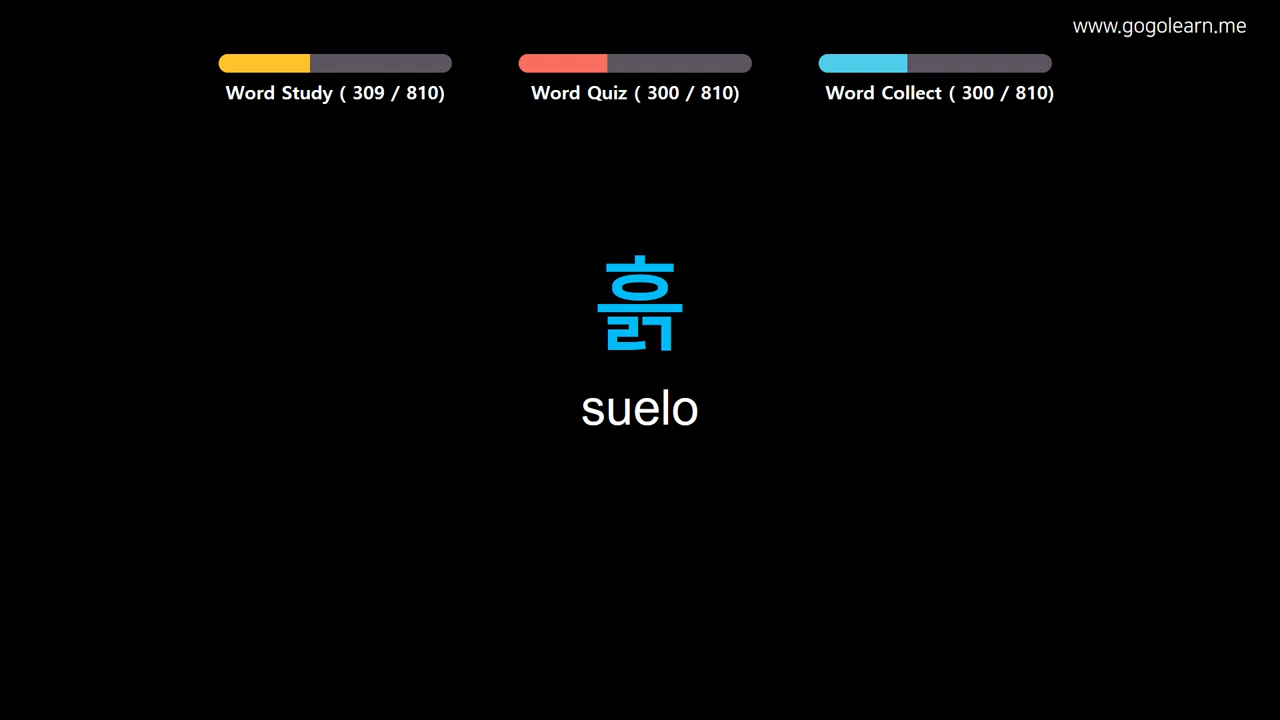 www.gogolearn.me
Word Study ( 309 / 810)
Word Quiz ( 300 / 810)
Word Collect ( 300 / 810)
흙
suelo